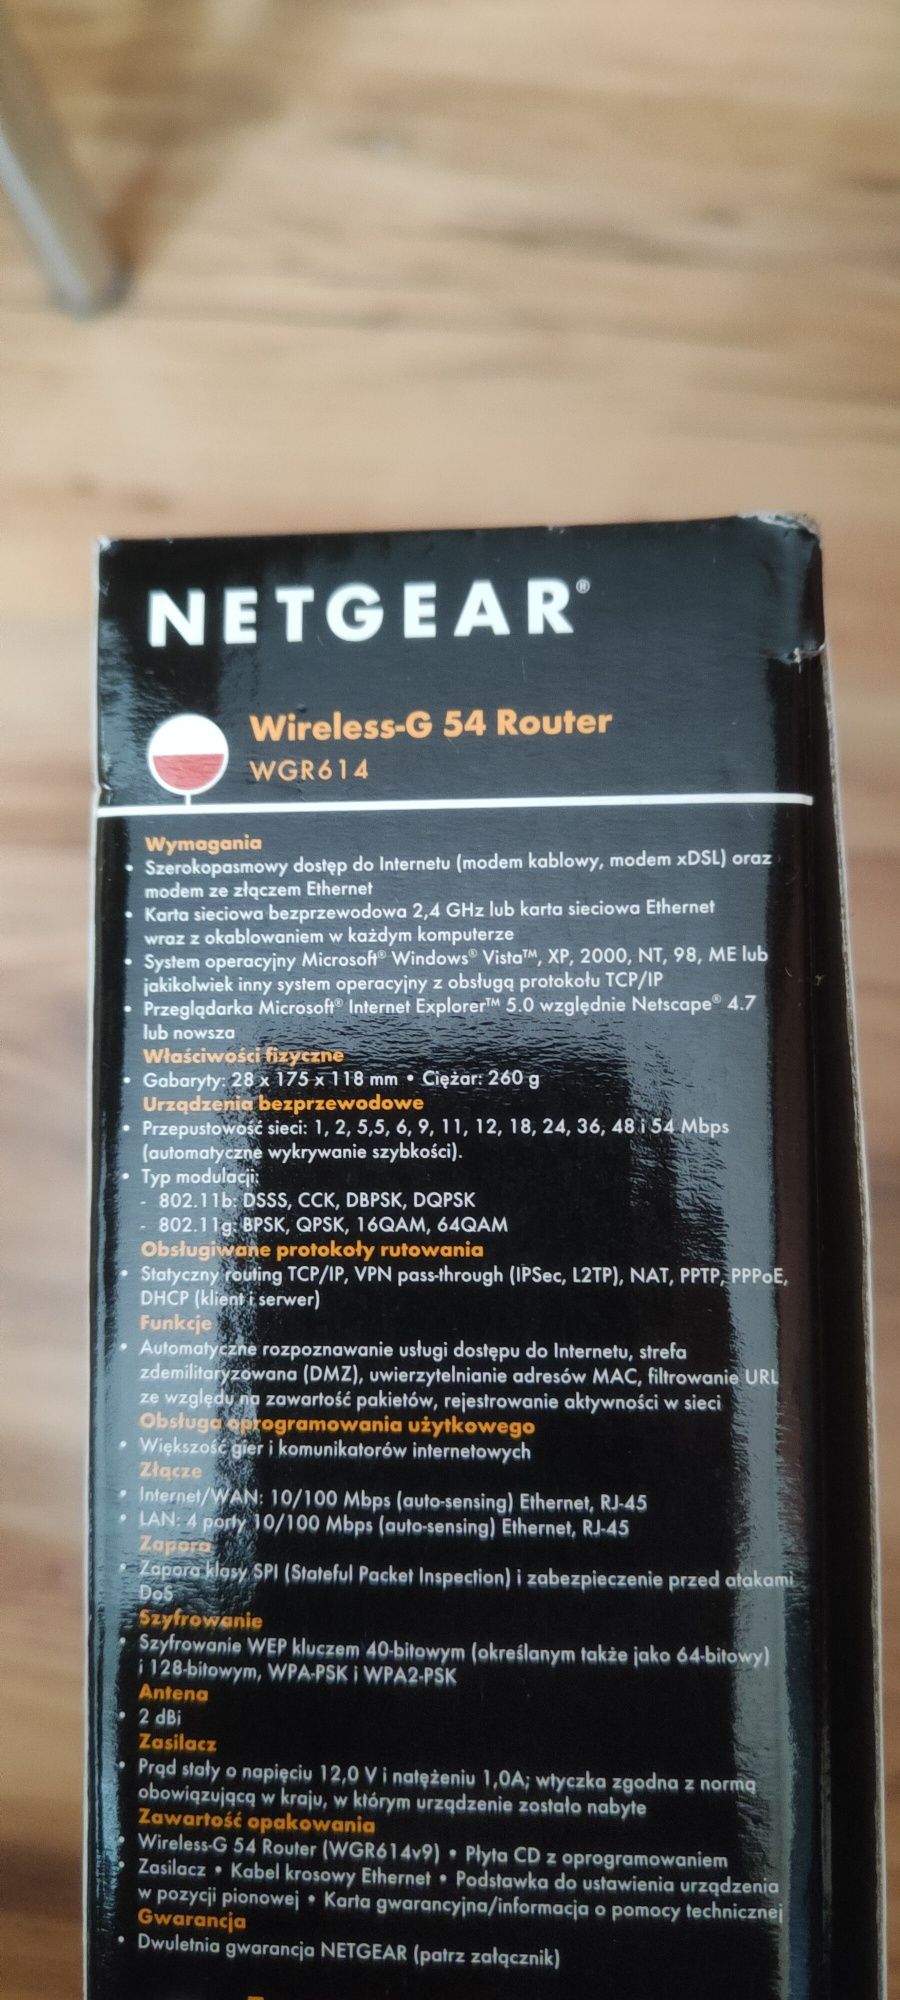 NETGEAR®
Wireless-G 54 Router
WGR614
Wymagania
• Szerokopasmowy dostęp do Internetu (modem kablowy, modem xDSL) oraz
modem ze złączem Ethernet
• Karta sieciowa bezprzewodowa 2,4 GHz lub karta sieciowa Ethernet
wraz z okablowaniem w każdym komputerze
• System operacyjny Microsoft® Windows® Vista™, XP, 2000, NT, 98, ME lub
jakikolwiek inny system operacyjny z obsługą protokołu TCP/IP
• Przeglądarka Microsoft® Internet Explorer™ 5.0 względnie Netscape® 4.7
lub nowsza
Właściwości fizyczne
• Gabaryty: 28 x 175 x 118 mm • Ciężar: 260 g
Urządzenia bezprzewodowe
• Przepustowość sieci: 1, 2, 5,5, 6, 9, 11, 12, 18, 24, 36, 48 i 54 Mbps
(automatyczne wykrywanie szybkości).
• Typ modulacji:
- 802.11b: DSSS, CCK, DBPSK, DQPSK
- 802.11g: BPSK, QPSK, 16QAM, 64QAM
Obsługiwane protokoły rutowania
• Statyczny routing TCP/IP, VPN pass-through (IPSec, L2TP), NAT, PPTP, PPPoE,
DHCP (klient i serwer)
Funkcje
• Automatyczne rozpoznawanie usługi dostępu do Internetu, strefa
zdemilitaryzowana (DMZ), uwierzytelnianie adresów MAC, filtrowanie URL
ze względu na zawartość pakietów, rejestrowanie aktywności w sieci
Obsługa oprogramowania użytkowego
• Większość gier i komunikatorów internetowych
Złącze
• Internet/WAN: 10/100 Mbps (auto-sensing) Ethernet, RJ-45
• LAN: 4 porty 10/100 Mbps (auto-sensing) Ethernet, RJ-45
Zapora
• Zapora klasy SPI (Stateful Packet Inspection) i zabezpieczenie przed atakami
DoS
Szyfrowanie
• Szyfrowanie WEP kluczem 40-bitowym (określanym także jako 64-bitowy)
i 128-bitowym, WPA-PSK i WPA2-PSK
Antena
• 2 dBi
Zasilacz
• Prąd stały o napięciu 12,0 V i natężeniu 1,0A; wtyczka zgodna z normą
obowiązującą w kraju, w którym urządzenie zostało nabyte
Zawartość opakowania
• Wireless-G 54 Router (WGR614v9) • Płyta CD z oprogramowaniem
• Zasilacz • Kabel krosowy Ethernet • Podstawka do ustawienia urządzenia
w pozycji pionowej • Karta gwarancyjna/informacja o pomocy technicznej
Gwarancja
• Dwuletnia gwarancja NETGEAR (patrz załącznik)